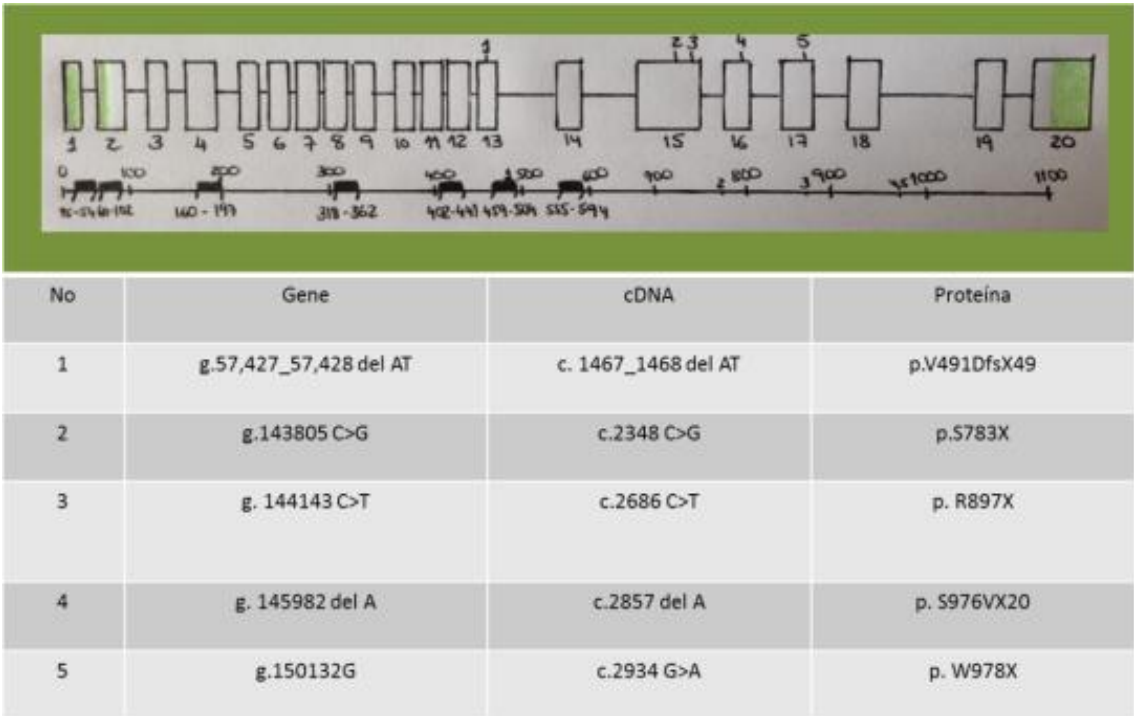 1 2 3 4 5
1 2 3 4 5 6 7 8 9 10 11 12 13 14 15 16 17 18 19 20
0 100 200 300 400 1 500 600 700 2 800 3 900 4,5 1000 1100
60-102 160-197 318-362 402-441 459-504 555-594
No Gene cDNA Proteína
1 g.57,427_57,428 del AT c. 1467_1468 del AT p.V491DfsX49
2 g.143805 C>G c.2348 C>G p.S783X
3 g. 144143 C>T c.2686 C>T p. R897X
4 g. 145982 del A c.2857 del A p. S976VX20
5 g.150132G c.2934 G>A p. W978X